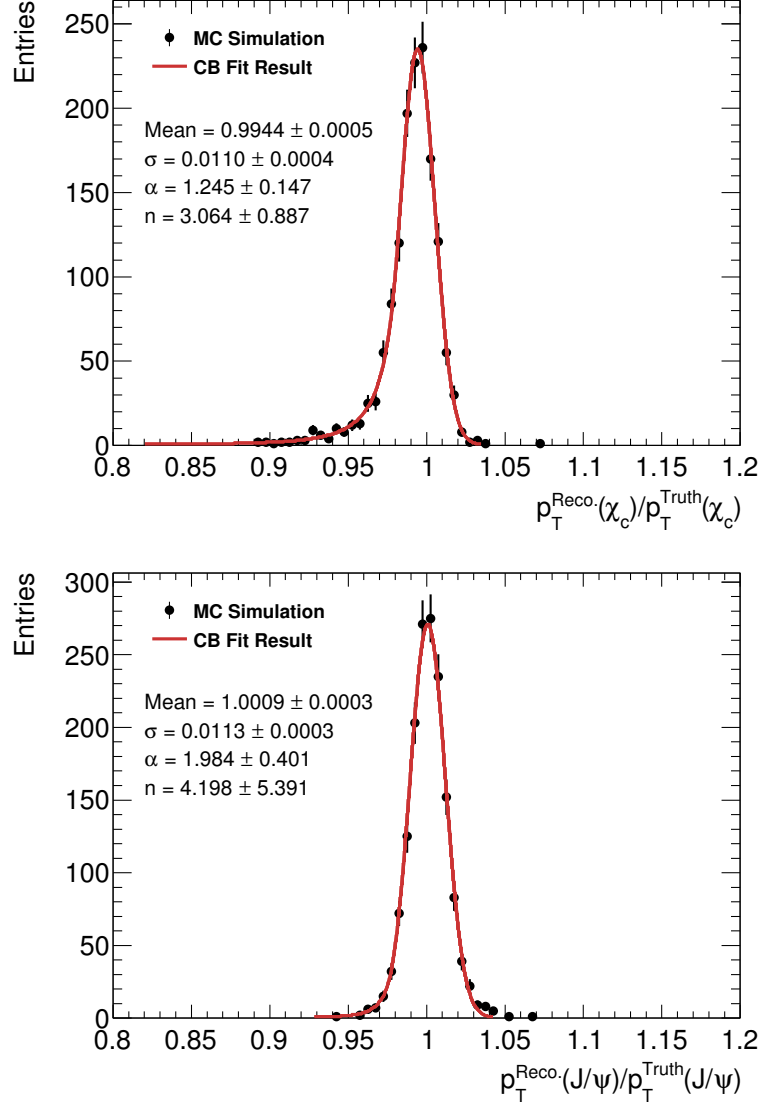 Entries
250
200
150
100
50
0
MC Simulation
CB Fit Result
Mean = 0.9944 ± 0.0005
σ = 0.0110 ± 0.0004
α = 1.245 ± 0.147
n = 3.064 ± 0.887
0.8 0.85 0.9 0.95 1 1.05 1.1 1.15 1.2
p_T^Reco.(χ_c)/p_T^Truth(χ_c)
Entries
300
250
200
150
100
50
0
MC Simulation
CB Fit Result
Mean = 1.0009 ± 0.0003
σ = 0.0113 ± 0.0003
α = 1.984 ± 0.401
n = 4.198 ± 5.391
0.8 0.85 0.9 0.95 1 1.05 1.1 1.15 1.2
p_T^Reco.(J/ψ)/p_T^Truth(J/ψ)